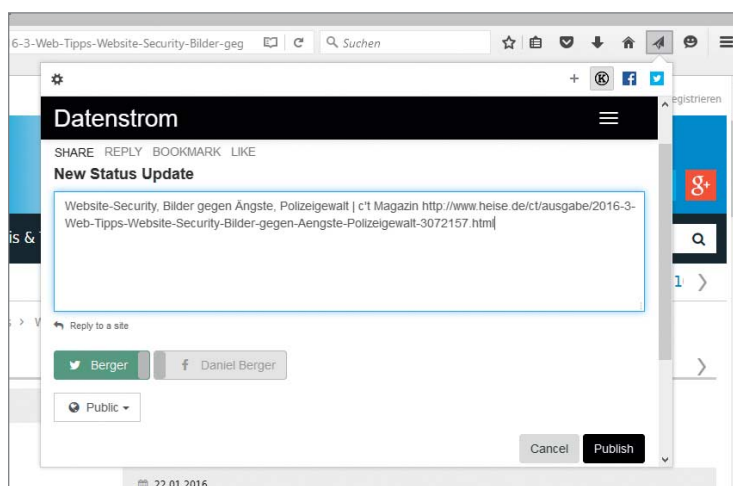 6-3-Web-Tipps-Website-Security-Bilder-geg
Suchen
egistrieren
Datenstrom
SHARE REPLY BOOKMARK LIKE
New Status Update
Website-Security, Bilder gegen Ängste, Polizeigewalt | c't Magazin http://www.heise.de/ct/ausgabe/2016-3-
Web-Tipps-Website-Security-Bilder-gegen-Aengste-Polizeigewalt-3072157.html
g+
is &
Reply to a site
Berger
Daniel Berger
Public
Cancel
Publish
22.01.2016